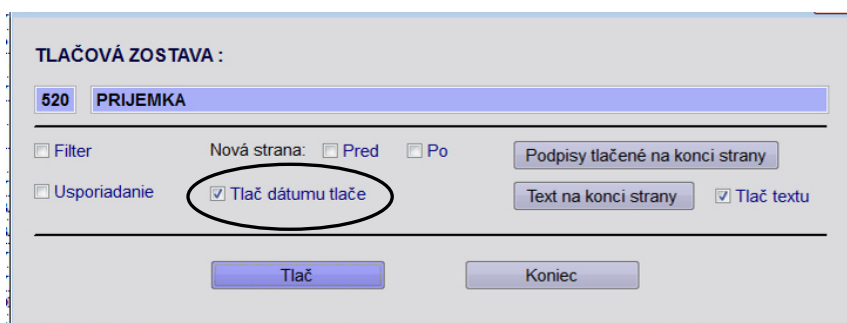 TLAČOVÁ ZOSTAVA :
520 PRIJEMKA
Filter Nová strana: Pred Po Podpisy tlačené na konci strany
Usporiadanie Tlač dátumu tlače Text na konci strany Tlač textu
Tlač Koniec